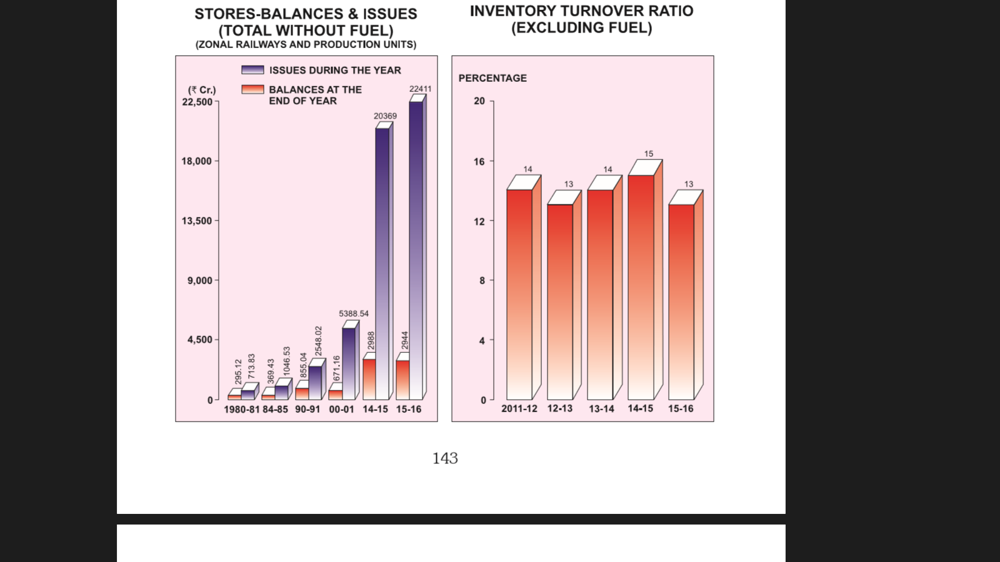 STORES-BALANCES & ISSUES
(TOTAL WITHOUT FUEL)
(ZONAL RAILWAYS AND PRODUCTION UNITS)
ISSUES DURING THE YEAR
BALANCES AT THE
END OF YEAR
(₹ Cr.)
22,500
18,000
13,500
9,000
4,500
0
295.12
713.83
369.43
1046.53
855.04
2548.02
671.16
5388.54
2988
20369
2944
22411
1980-81 84-85 90-91 00-01 14-15 15-16
INVENTORY TURNOVER RATIO
(EXCLUDING FUEL)
PERCENTAGE
20
16
12
8
4
0
14
13
14
15
13
2011-12 12-13 13-14 14-15 15-16
143